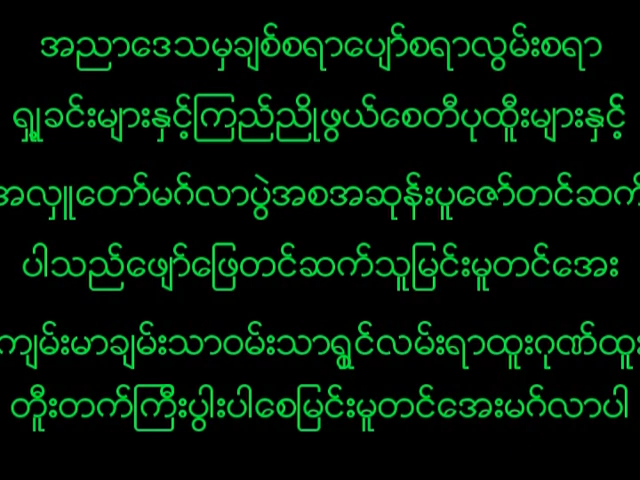 အညာဒေသမှချစ်စရာပျော်စရာလွမ်းစရာ
ရှုခင်းများနှင့်ကြည်ညိုဖွယ်စေတီပုထိုးများနှင့်
အလှူတော်မင်္ဂလာပွဲအစအဆုန်းပူဇော်တင်ဆက်
ပါသည်ဖျော်ဖြေတင်ဆက်သူမြင်းမူတင်အေး
ကျမ်းမာချမ်းသာဝမ်းသာရွှင်လမ်းရာထူးဂုဏ်ထူး
တိုးတက်ကြီးပွါးပါစေမြင်းမူတင်အေးမင်္ဂလာပါ